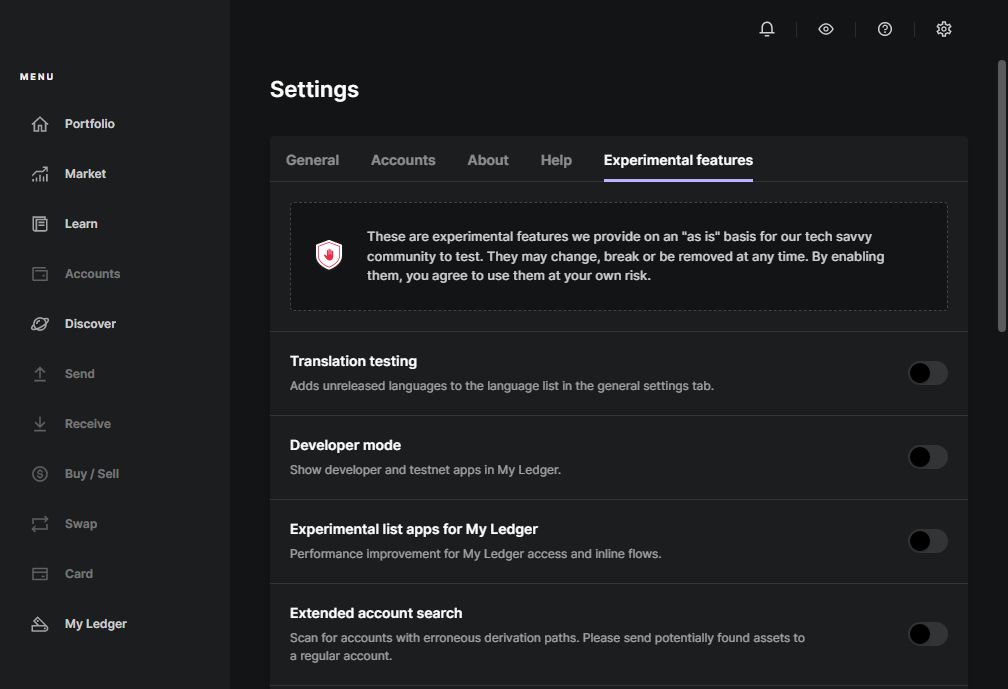 MENU
Portfolio
Market
Learn
Accounts
Discover
Send
Receive
Buy / Sell
Swap
Card
My Ledger
Settings
General
Accounts
About
Help
Experimental features
These are experimental features we provide on an "as is" basis for our tech savvy
community to test. They may change, break or be removed at any time. By enabling
them, you agree to use them at your own risk.
Translation testing
Adds unreleased languages to the language list in the general settings tab.
Developer mode
Show developer and testnet apps in My Ledger.
Experimental list apps for My Ledger
Performance improvement for My Ledger access and inline flows.
Extended account search
Scan for accounts with erroneous derivation paths. Please send potentially found assets to
a regular account.